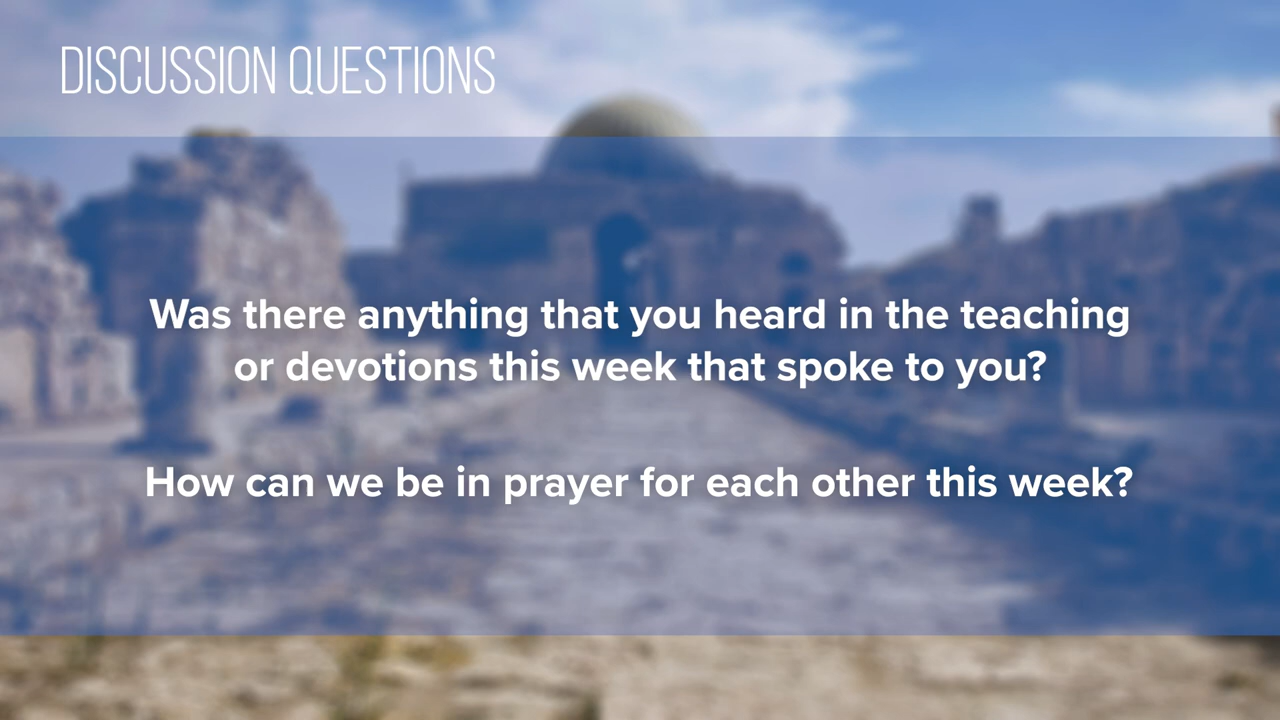 DISCUSSION QUESTIONS
Was there anything that you heard in the teaching
or devotions this week that spoke to you?
How can we be in prayer for each other this week?